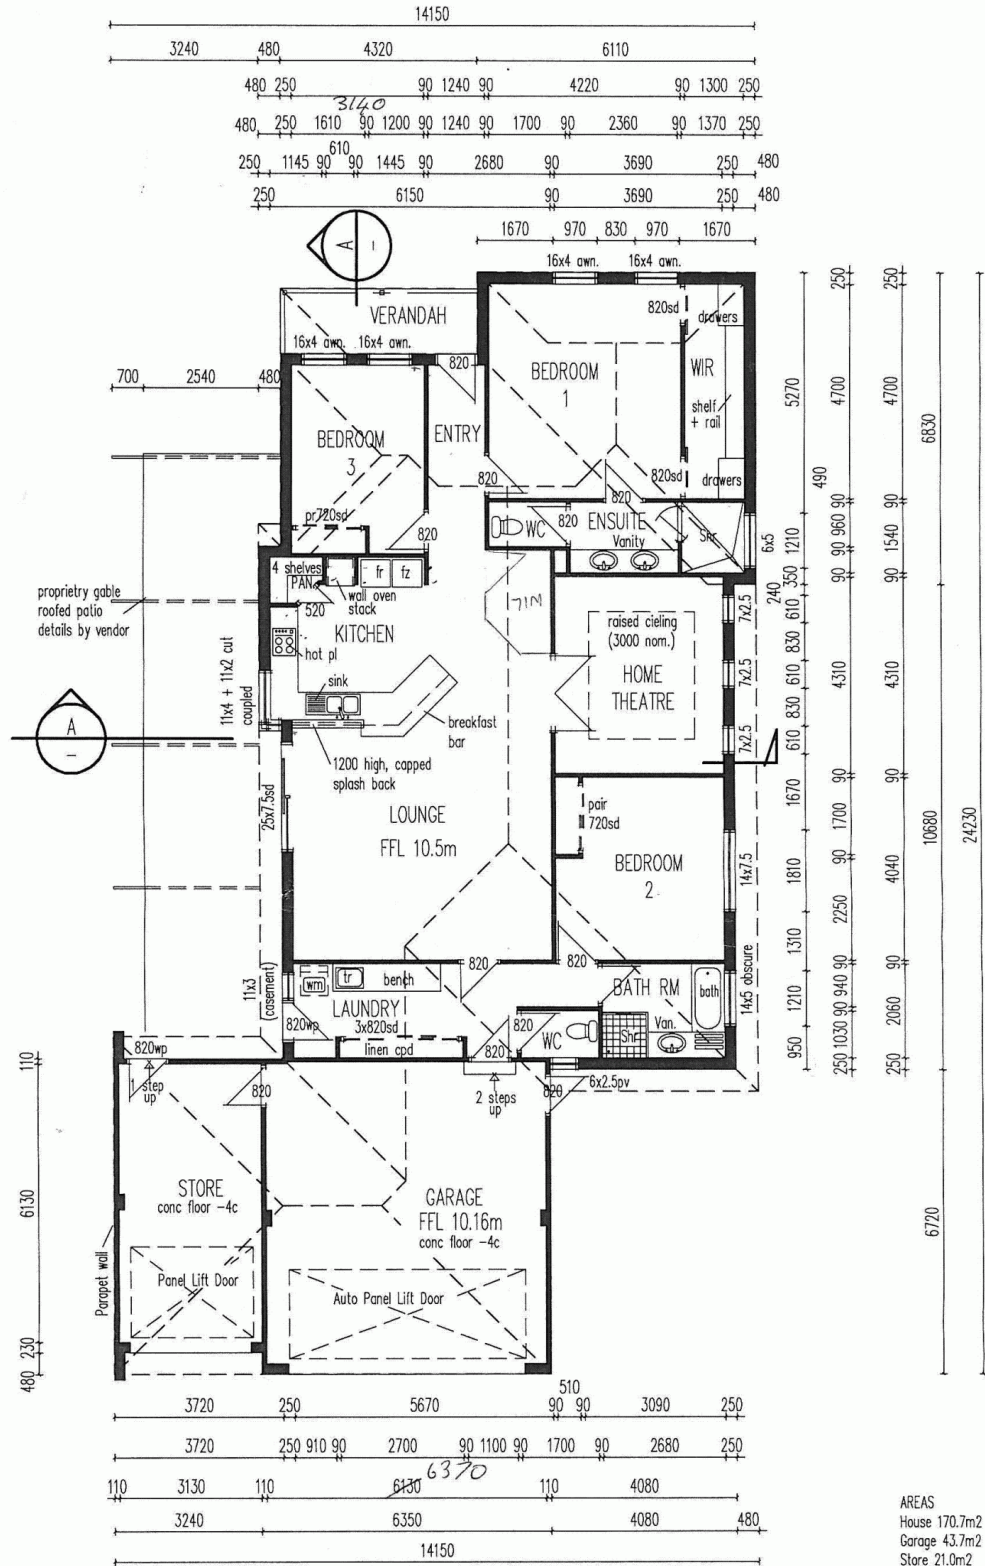 14150
3240 480 4320 6110
480 250 90 1240 90 4220 90 1300 250
3140
480 250 1610 90 1200 90 1240 90 1700 90 2360 90 1370 250
610
250 1145 90 90 1445 90 2680 90 3690 250 480
250 6150 90 3690 250 480
1670 970 830 970 1670
A
-
16x4 awn. 16x4 awn.
VERANDAH
16x4 awn. 16x4 awn.
820
820sd
drawers
BEDROOM
1
WIR
shelf
+ rail
700 2540 480
BEDROOM
3
ENTRY
820
820
820sd
drawers
pr720sd
820
WC
820
ENSUITE
Vanity
Shr
6x5
4 shelves
PAN
fr fz
wall oven
stack
520
KITCHEN
hot pl
sink
breakfast
bar
1200 high, capped
splash back
proprietry gable
roofed patio
details by vendor
11x4 + 11x2 cut
coupled
A
-
raised cieling
(3000 nom.)
HOME
THEATRE
7x2.5
7x2.5
7x2.5
25x7.5sd
LOUNGE
FFL 10.5m
pair
720sd
BEDROOM
2
14x7.5
11x3
(casement)
wm
tr
bench
LAUNDRY
3x820sd
linen cpd
820wp
820
820
BATH RM
bath
Van.
Shr
WC
820
820
14x5 obscure
6x2.5pv
820wp
1 step
up
820
2 steps
up
820
STORE
conc floor -4c
GARAGE
FFL 10.16m
conc floor -4c
Panel Lift Door
Auto Panel Lift Door
Parapet wall
110
6130
230
480
5270
490
1210
350
240
610
830
610
830
610
1670
1810
1310
1210
950
250
4700
90
960
90
4310
90
1700
90
2250
90
940
90
1030
250
250
4700
90
1540
90
4310
90
4040
90
2060
250
6830
10680
6720
24230
510
3720 250 5670 90 90 3090 250
3720 250 910 90 2700 90 1100 90 1700 90 2680 250
6370
110 3130 110 6130 110 4080
3240 6350 4080 480
14150
AREAS
House 170.7m2
Garage 43.7m2
Store 21.0m2